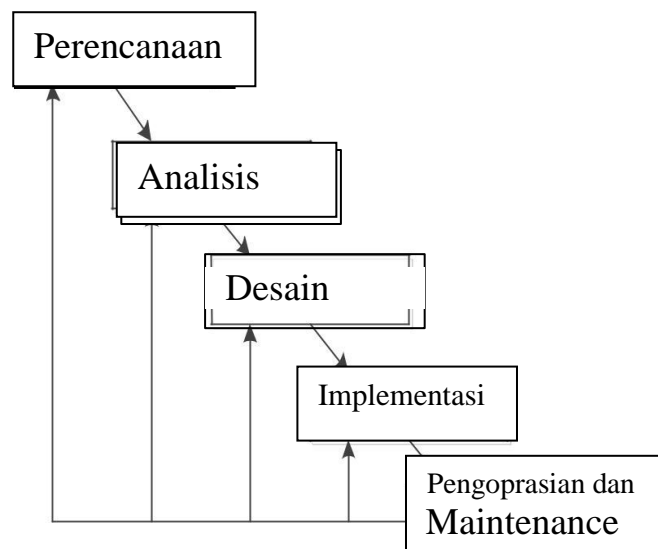 Perencanaan
Analisis
Desain
Implementasi
Pengoprasian dan
Maintenance